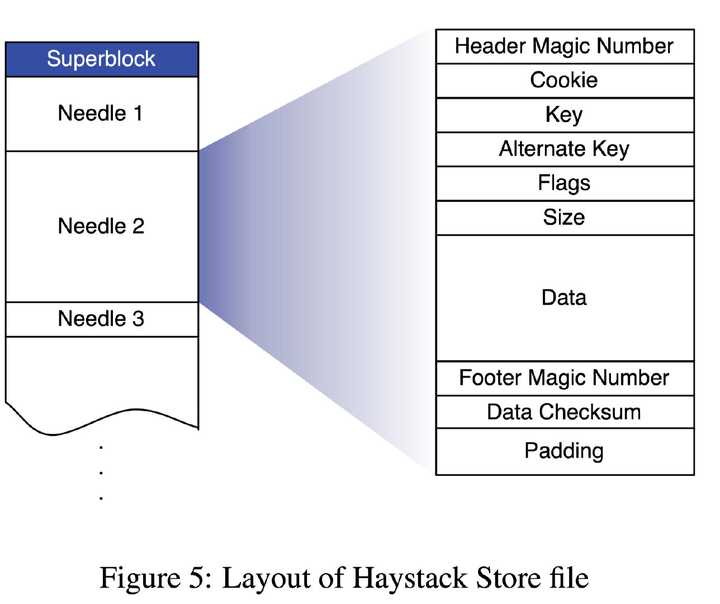 Superblock
Needle 1
Needle 2
Needle 3
.
.
.
Header Magic Number
Cookie
Key
Alternate Key
Flags
Size
Data
Footer Magic Number
Data Checksum
Padding
Figure 5: Layout of Haystack Store file